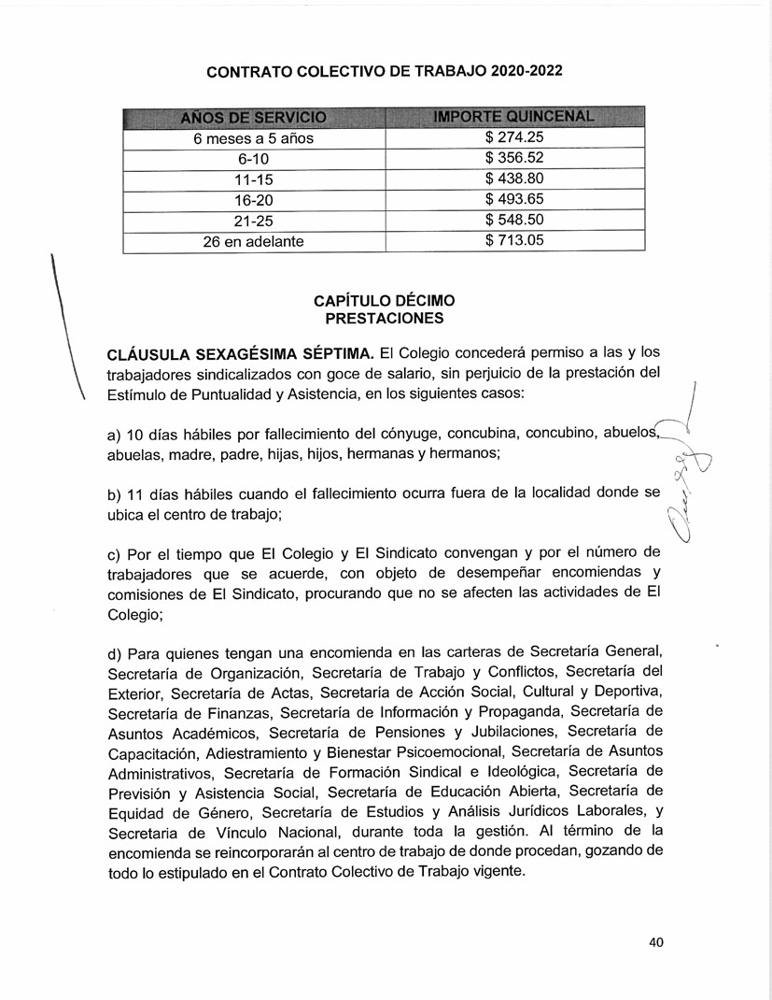 CONTRATO COLECTIVO DE TRABAJO 2020-2022
AÑOS DE SERVICIO IMPORTE QUINCENAL
6 meses a 5 años $ 274.25
6-10 $ 356.52
11-15 $ 438.80
16-20 $ 493.65
21-25 $ 548.50
26 en adelante $ 713.05
CAPÍTULO DÉCIMO
PRESTACIONES
CLÁUSULA SEXAGÉSIMA SÉPTIMA. El Colegio concederá permiso a las y los
trabajadores sindicalizados con goce de salario, sin perjuicio de la prestación del
Estímulo de Puntualidad y Asistencia, en los siguientes casos:
a) 10 días hábiles por fallecimiento del cónyuge, concubina, concubino, abuelos,
abuelas, madre, padre, hijas, hijos, hermanas y hermanos;
b) 11 días hábiles cuando el fallecimiento ocurra fuera de la localidad donde se
ubica el centro de trabajo;
c) Por el tiempo que El Colegio y El Sindicato convengan y por el número de
trabajadores que se acuerde, con objeto de desempeñar encomiendas y
comisiones de El Sindicato, procurando que no se afecten las actividades de El
Colegio;
d) Para quienes tengan una encomienda en las carteras de Secretaría General,
Secretaría de Organización, Secretaría de Trabajo y Conflictos, Secretaría del
Exterior, Secretaría de Actas, Secretaría de Acción Social, Cultural y Deportiva,
Secretaría de Finanzas, Secretaría de Información y Propaganda, Secretaría de
Asuntos Académicos, Secretaría de Pensiones y Jubilaciones, Secretaría de
Capacitación, Adiestramiento y Bienestar Psicoemocional, Secretaría de Asuntos
Administrativos, Secretaría de Formación Sindical e Ideológica, Secretaría de
Previsión y Asistencia Social, Secretaría de Educación Abierta, Secretaría de
Equidad de Género, Secretaría de Estudios y Análisis Jurídicos Laborales, y
Secretaria de Vínculo Nacional, durante toda la gestión. Al término de la
encomienda se reincorporarán al centro de trabajo de donde procedan, gozando de
todo lo estipulado en el Contrato Colectivo de Trabajo vigente.
40